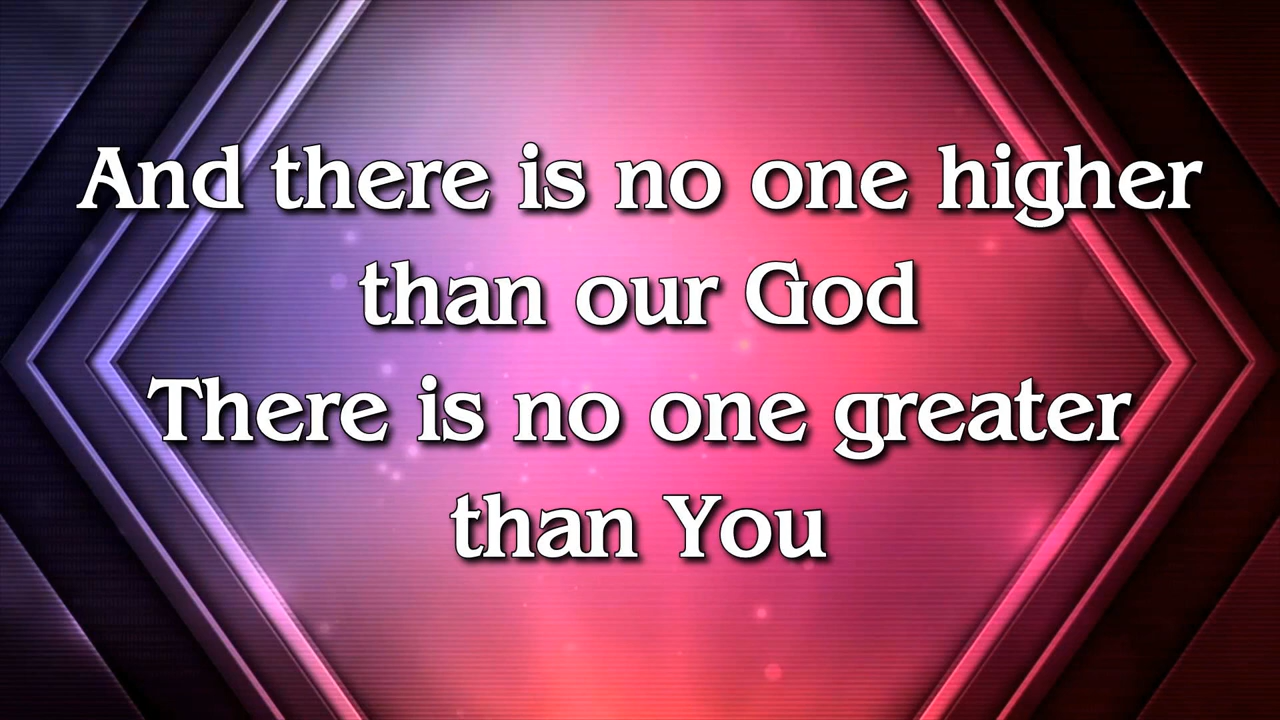 And there is no one higher
than our God
There is no one greater
than You